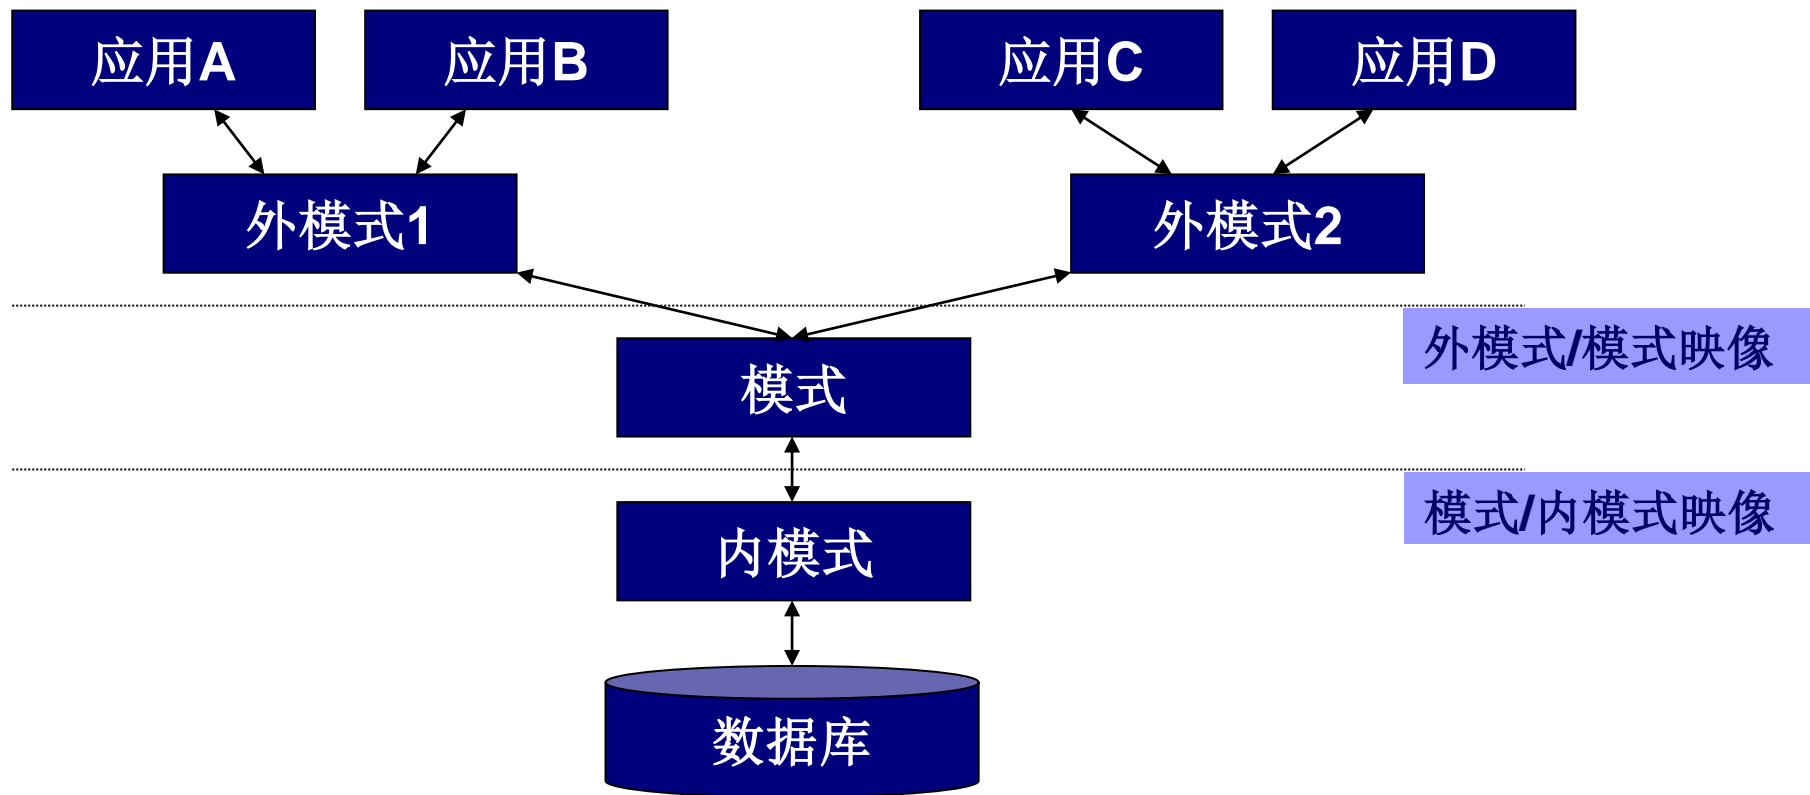 应用A
应用B
应用C
应用D
外模式1
外模式2
外模式/模式映像
模式
模式/内模式映像
内模式
数据库